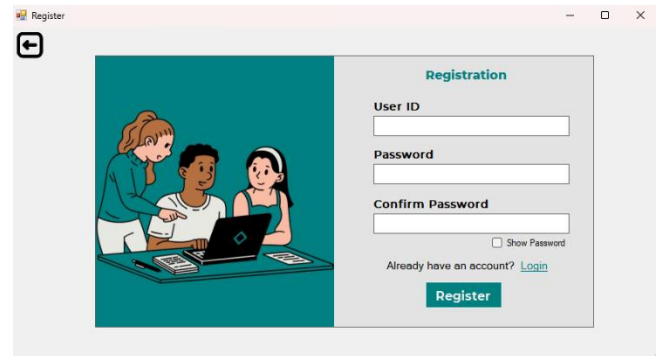 Register
Registration
User ID
Password
Confirm Password
Show Password
Already have an account? Login
Register